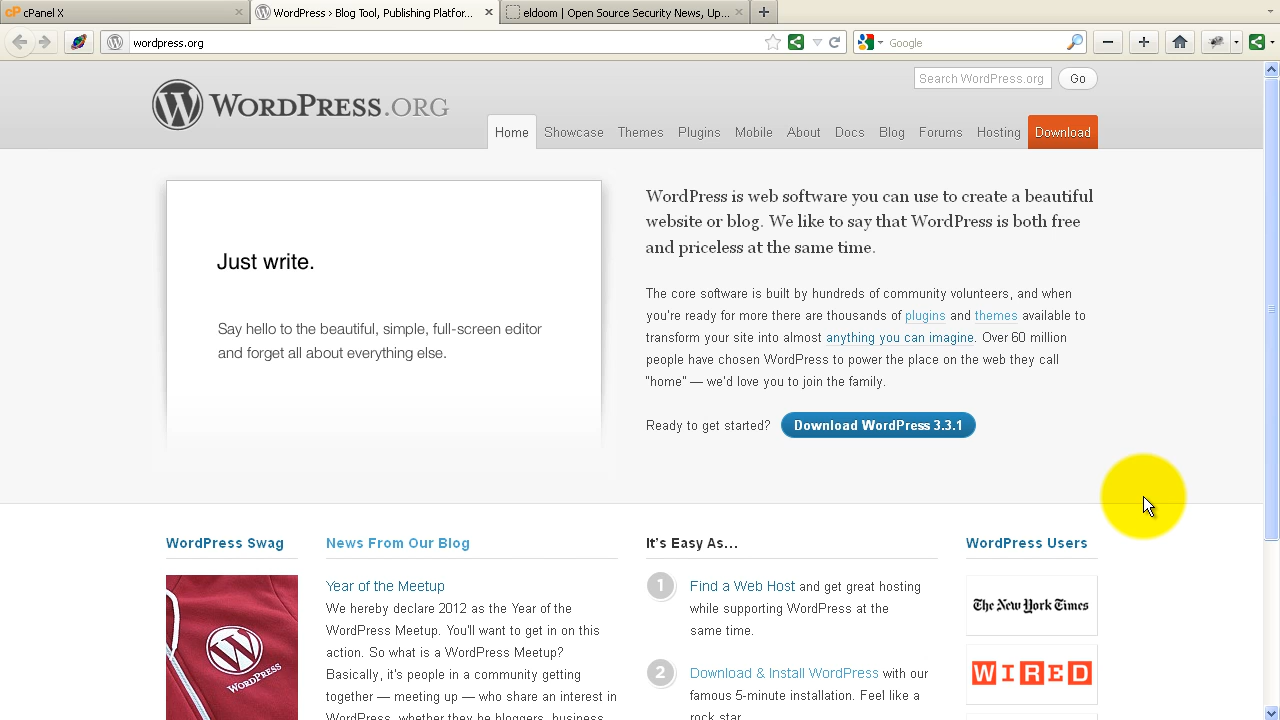 cPanel X
WordPress › Blog Tool, Publishing Platfor...
eldoom | Open Source Security News, Up...
wordpress.org
Google
Search WordPress.org
Go
WORDPRESS.ORG
Home
Showcase
Themes
Plugins
Mobile
About
Docs
Blog
Forums
Hosting
Download
Just write.
Say hello to the beautiful, simple, full-screen editor
and forget all about everything else.
WordPress is web software you can use to create a beautiful
website or blog. We like to say that WordPress is both free
and priceless at the same time.
The core software is built by hundreds of community volunteers, and when
you're ready for more there are thousands of plugins and themes available to
transform your site into almost anything you can imagine. Over 60 million
people have chosen WordPress to power the place on the web they call
"home" — we'd love you to join the family.
Ready to get started? Download WordPress 3.3.1
WordPress Swag
WORDPRESS
News From Our Blog
Year of the Meetup
We hereby declare 2012 as the Year of the
WordPress Meetup. You'll want to get in on this
action. So what is a WordPress Meetup?
Basically it's people in a community getting
together — meeting up — who share an interest in
WordPress, whether they be bloggers, business
It's Easy As...
1 Find a Web Host and get great hosting
while supporting WordPress at the
same time.
2 Download & Install WordPress with our
famous 5-minute installation. Feel like a
rock star.
WordPress Users
The New York Times
WIRED